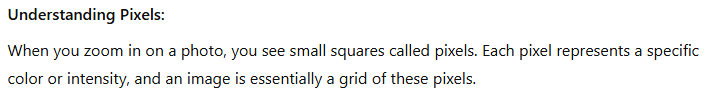 Understanding Pixels:
When you zoom in on a photo, you see small squares called pixels. Each pixel represents a specific
color or intensity, and an image is essentially a grid of these pixels.